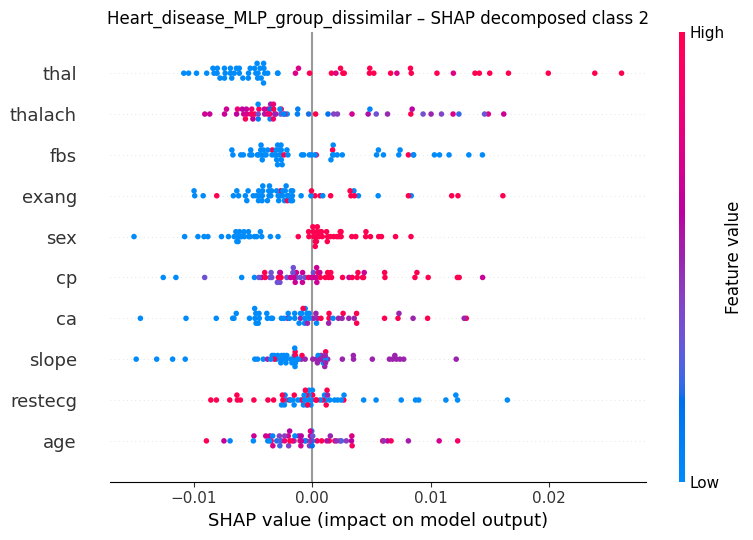 Heart_disease_MLP_group_dissimilar – SHAP decomposed class 2
High
thal
thalach
fbs
exang
sex
cp
ca
slope
restecg
age
Feature value
Low
−0.01 0.00 0.01 0.02
SHAP value (impact on model output)